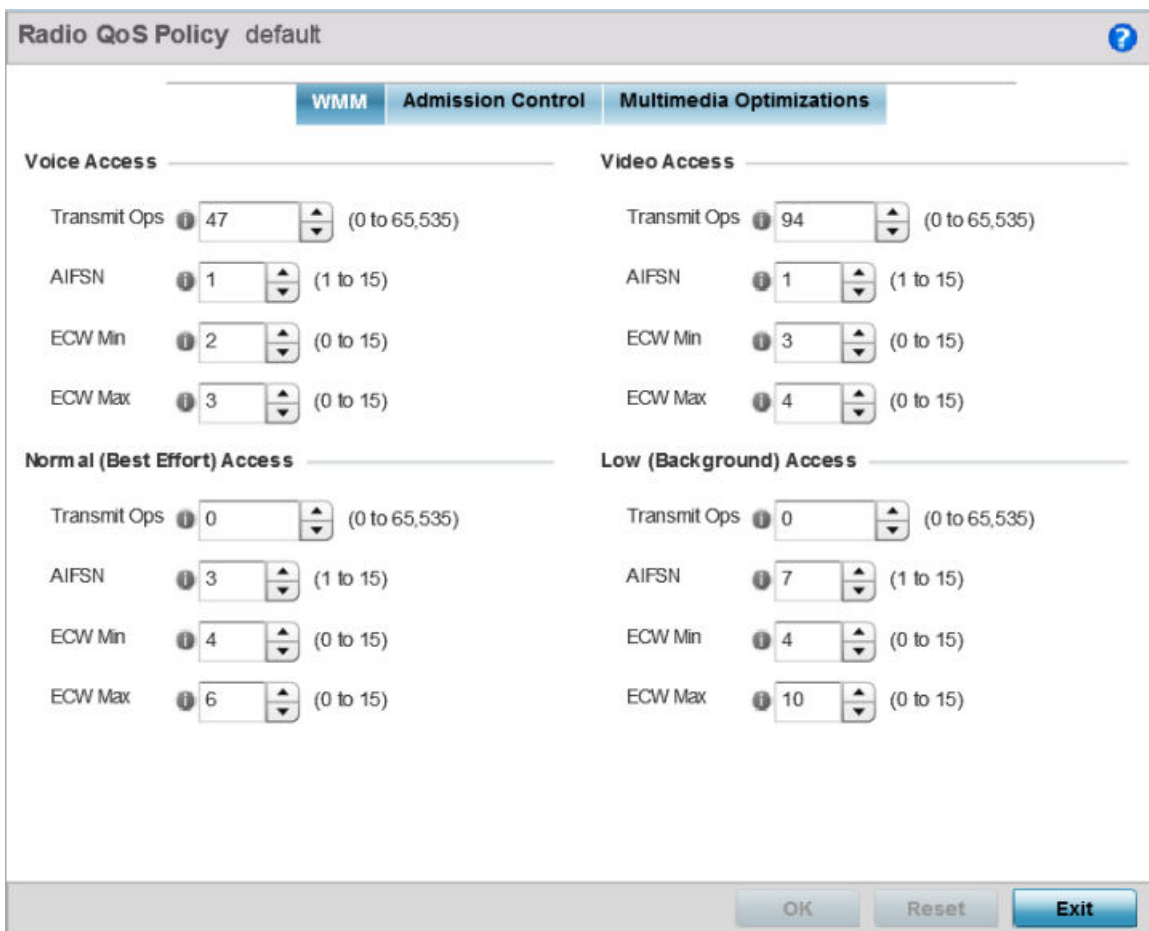 Radio QoS Policy default
?
WMM Admission Control Multimedia Optimizations
Voice Access
Transmit Ops i 47 (0 to 65,535)
AIFSN i 1 (1 to 15)
ECW Min i 2 (0 to 15)
ECW Max i 3 (0 to 15)
Video Access
Transmit Ops i 94 (0 to 65,535)
AIFSN i 1 (1 to 15)
ECW Min i 3 (0 to 15)
ECW Max i 4 (0 to 15)
Normal (Best Effort) Access
Transmit Ops i 0 (0 to 65,535)
AIFSN i 3 (1 to 15)
ECW Min i 4 (0 to 15)
ECW Max i 6 (0 to 15)
Low (Background) Access
Transmit Ops i 0 (0 to 65,535)
AIFSN i 7 (1 to 15)
ECW Min i 4 (0 to 15)
ECW Max i 10 (0 to 15)
OK Reset Exit